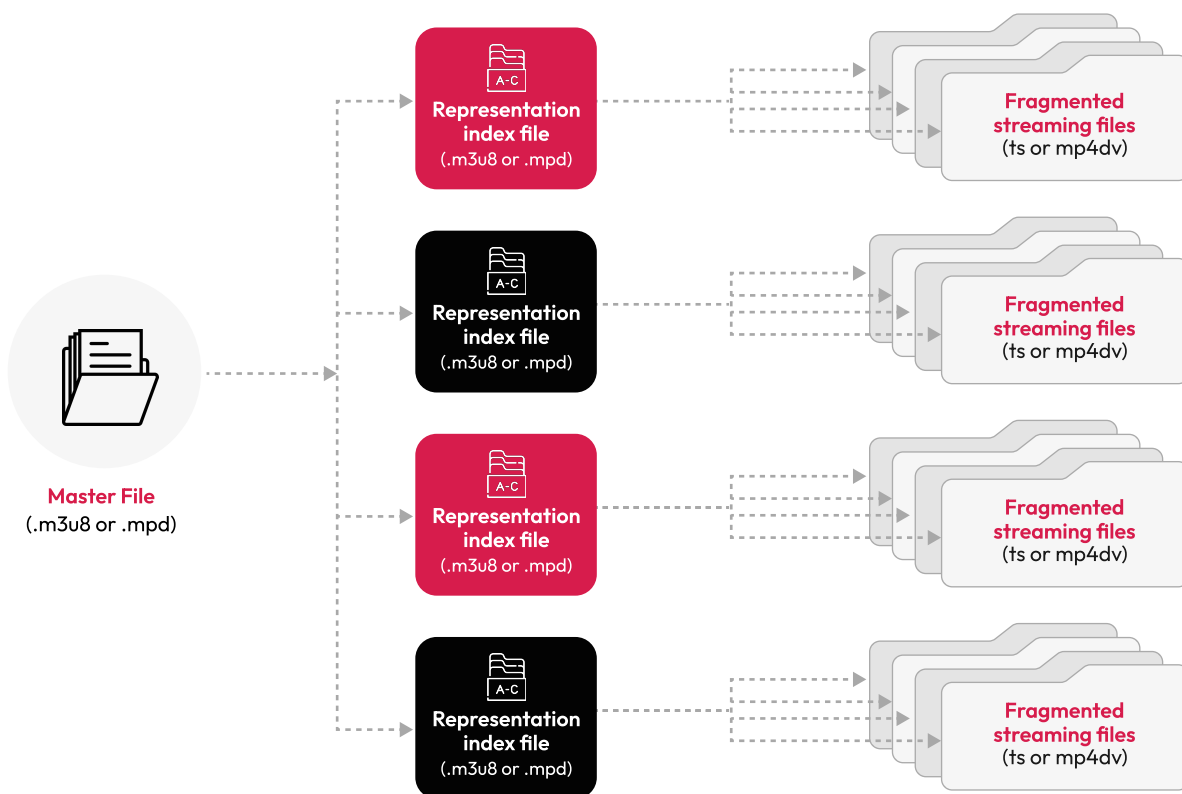 A-C
Representation
index file
(.m3u8 or .mpd)
Fragmented
streaming files
(ts or mp4dv)
A-C
Representation
index file
(.m3u8 or .mpd)
Fragmented
streaming files
(ts or mp4dv)
Master File
(.m3u8 or .mpd)
A-C
Representation
index file
(.m3u8 or .mpd)
Fragmented
streaming files
(ts or mp4dv)
A-C
Representation
index file
(.m3u8 or .mpd)
Fragmented
streaming files
(ts or mp4dv)